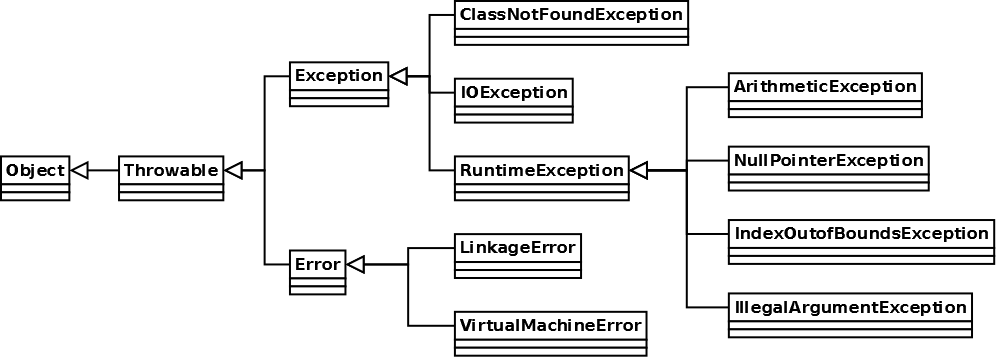 ClassNotFoundException
Exception
IOException
ArithmeticException
Object
Throwable
RuntimeException
NullPointerException
IndexOutofBoundsException
Error
LinkageError
IllegalArgumentException
VirtualMachineError